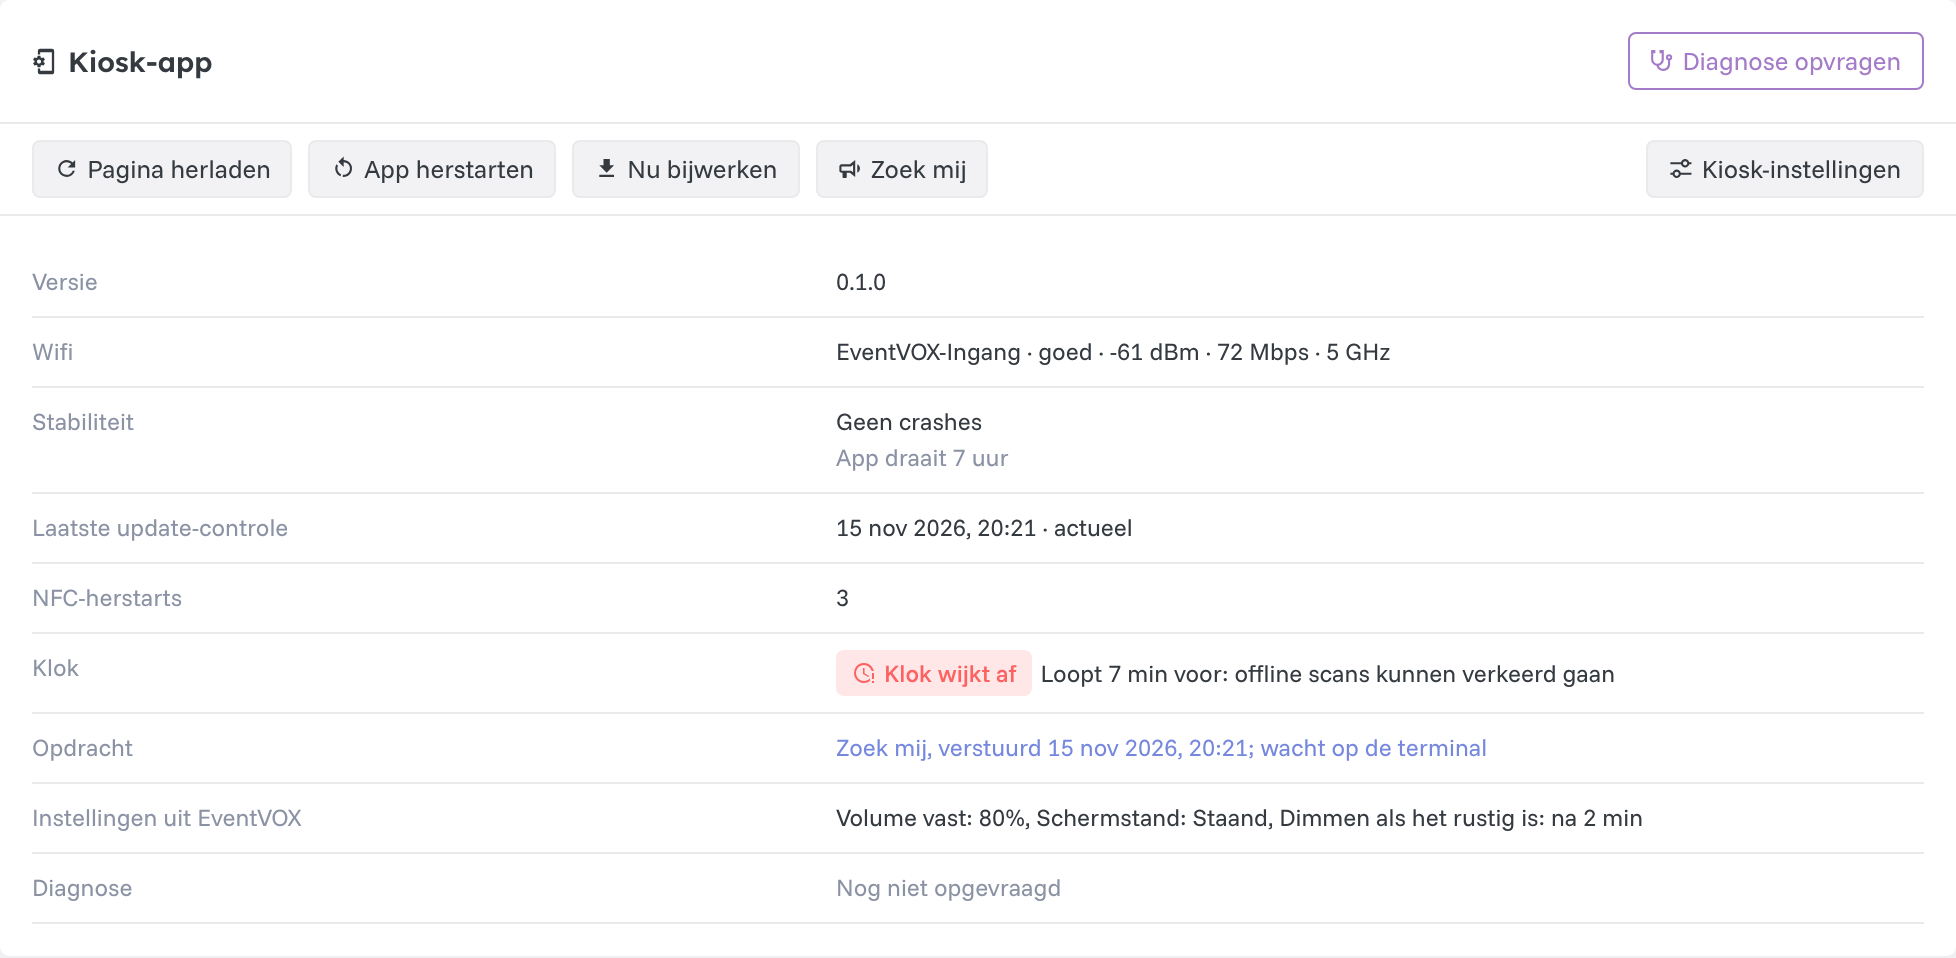 Kiosk-app
Diagnose opvragen
Pagina herladen
App herstarten
Nu bijwerken
Zoek mij
Kiosk-instellingen
Versie
0.1.0
Wifi
EventVOX-Ingang · goed · -61 dBm · 72 Mbps · 5 GHz
Stabiliteit
Geen crashes
App draait 7 uur
Laatste update-controle
15 nov 2026, 20:21 · actueel
NFC-herstarts
3
Klok
Klok wijkt af Loopt 7 min voor: offline scans kunnen verkeerd gaan
Opdracht
Zoek mij, verstuurd 15 nov 2026, 20:21; wacht op de terminal
Instellingen uit EventVOX
Volume vast: 80%, Schermstand: Staand, Dimmen als het rustig is: na 2 min
Diagnose
Nog niet opgevraagd